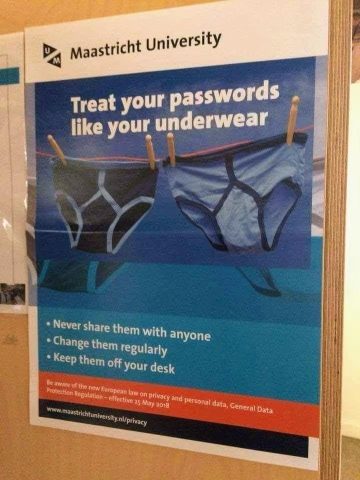 UM
Maastricht University
Treat your passwords
like your underwear
• Never share them with anyone
• Change them regularly
• Keep them off your desk
Be aware of the new European law on privacy and personal data, General Data
Protection Regulation – effective 25 May 2018
www.maastrichtuniversity.nl/privacy